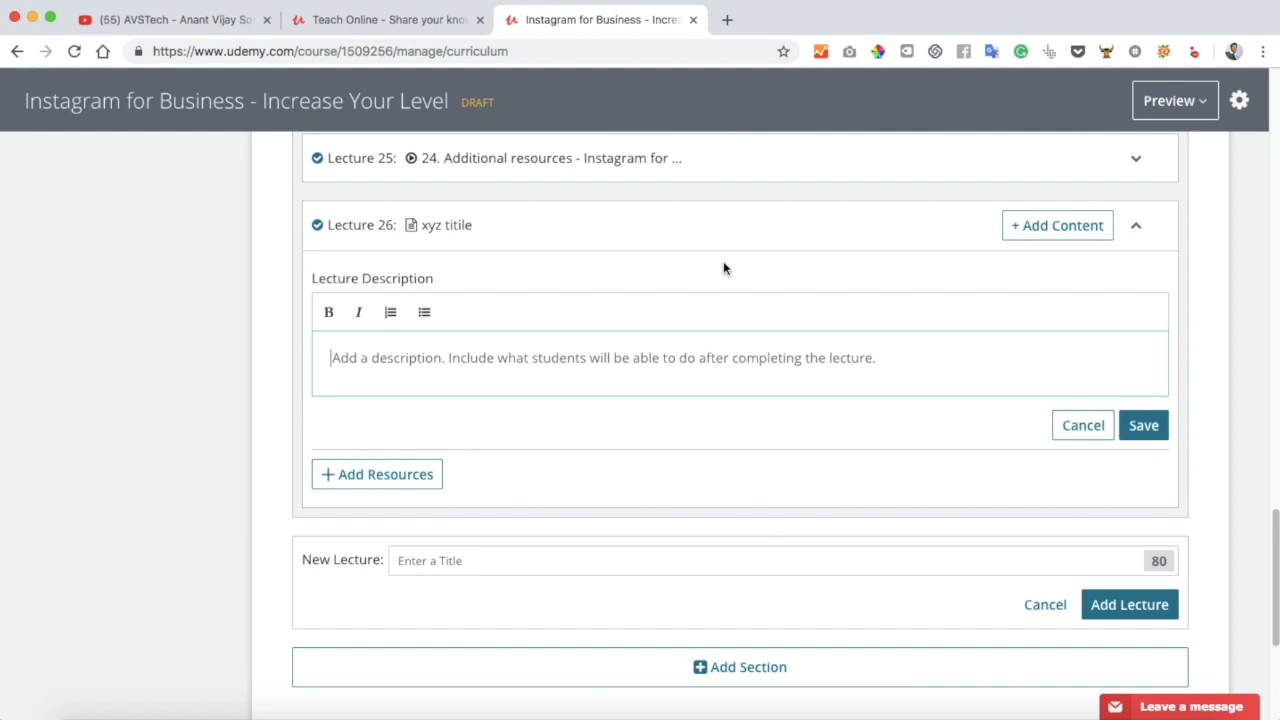 (55) AVSTech - Anant Vijay So
Teach Online - Share your kno
Instagram for Business - Increa
https://www.udemy.com/course/1509256/manage/curriculum
Instagram for Business - Increase Your Level DRAFT
Preview
Lecture 25: 24. Additional resources - Instagram for ...
Lecture 26: xyz titile
+ Add Content
Lecture Description
B I
Add a description. Include what students will be able to do after completing the lecture.
Cancel Save
+ Add Resources
New Lecture: Enter a Title 80
Cancel Add Lecture
Add Section
Leave a message